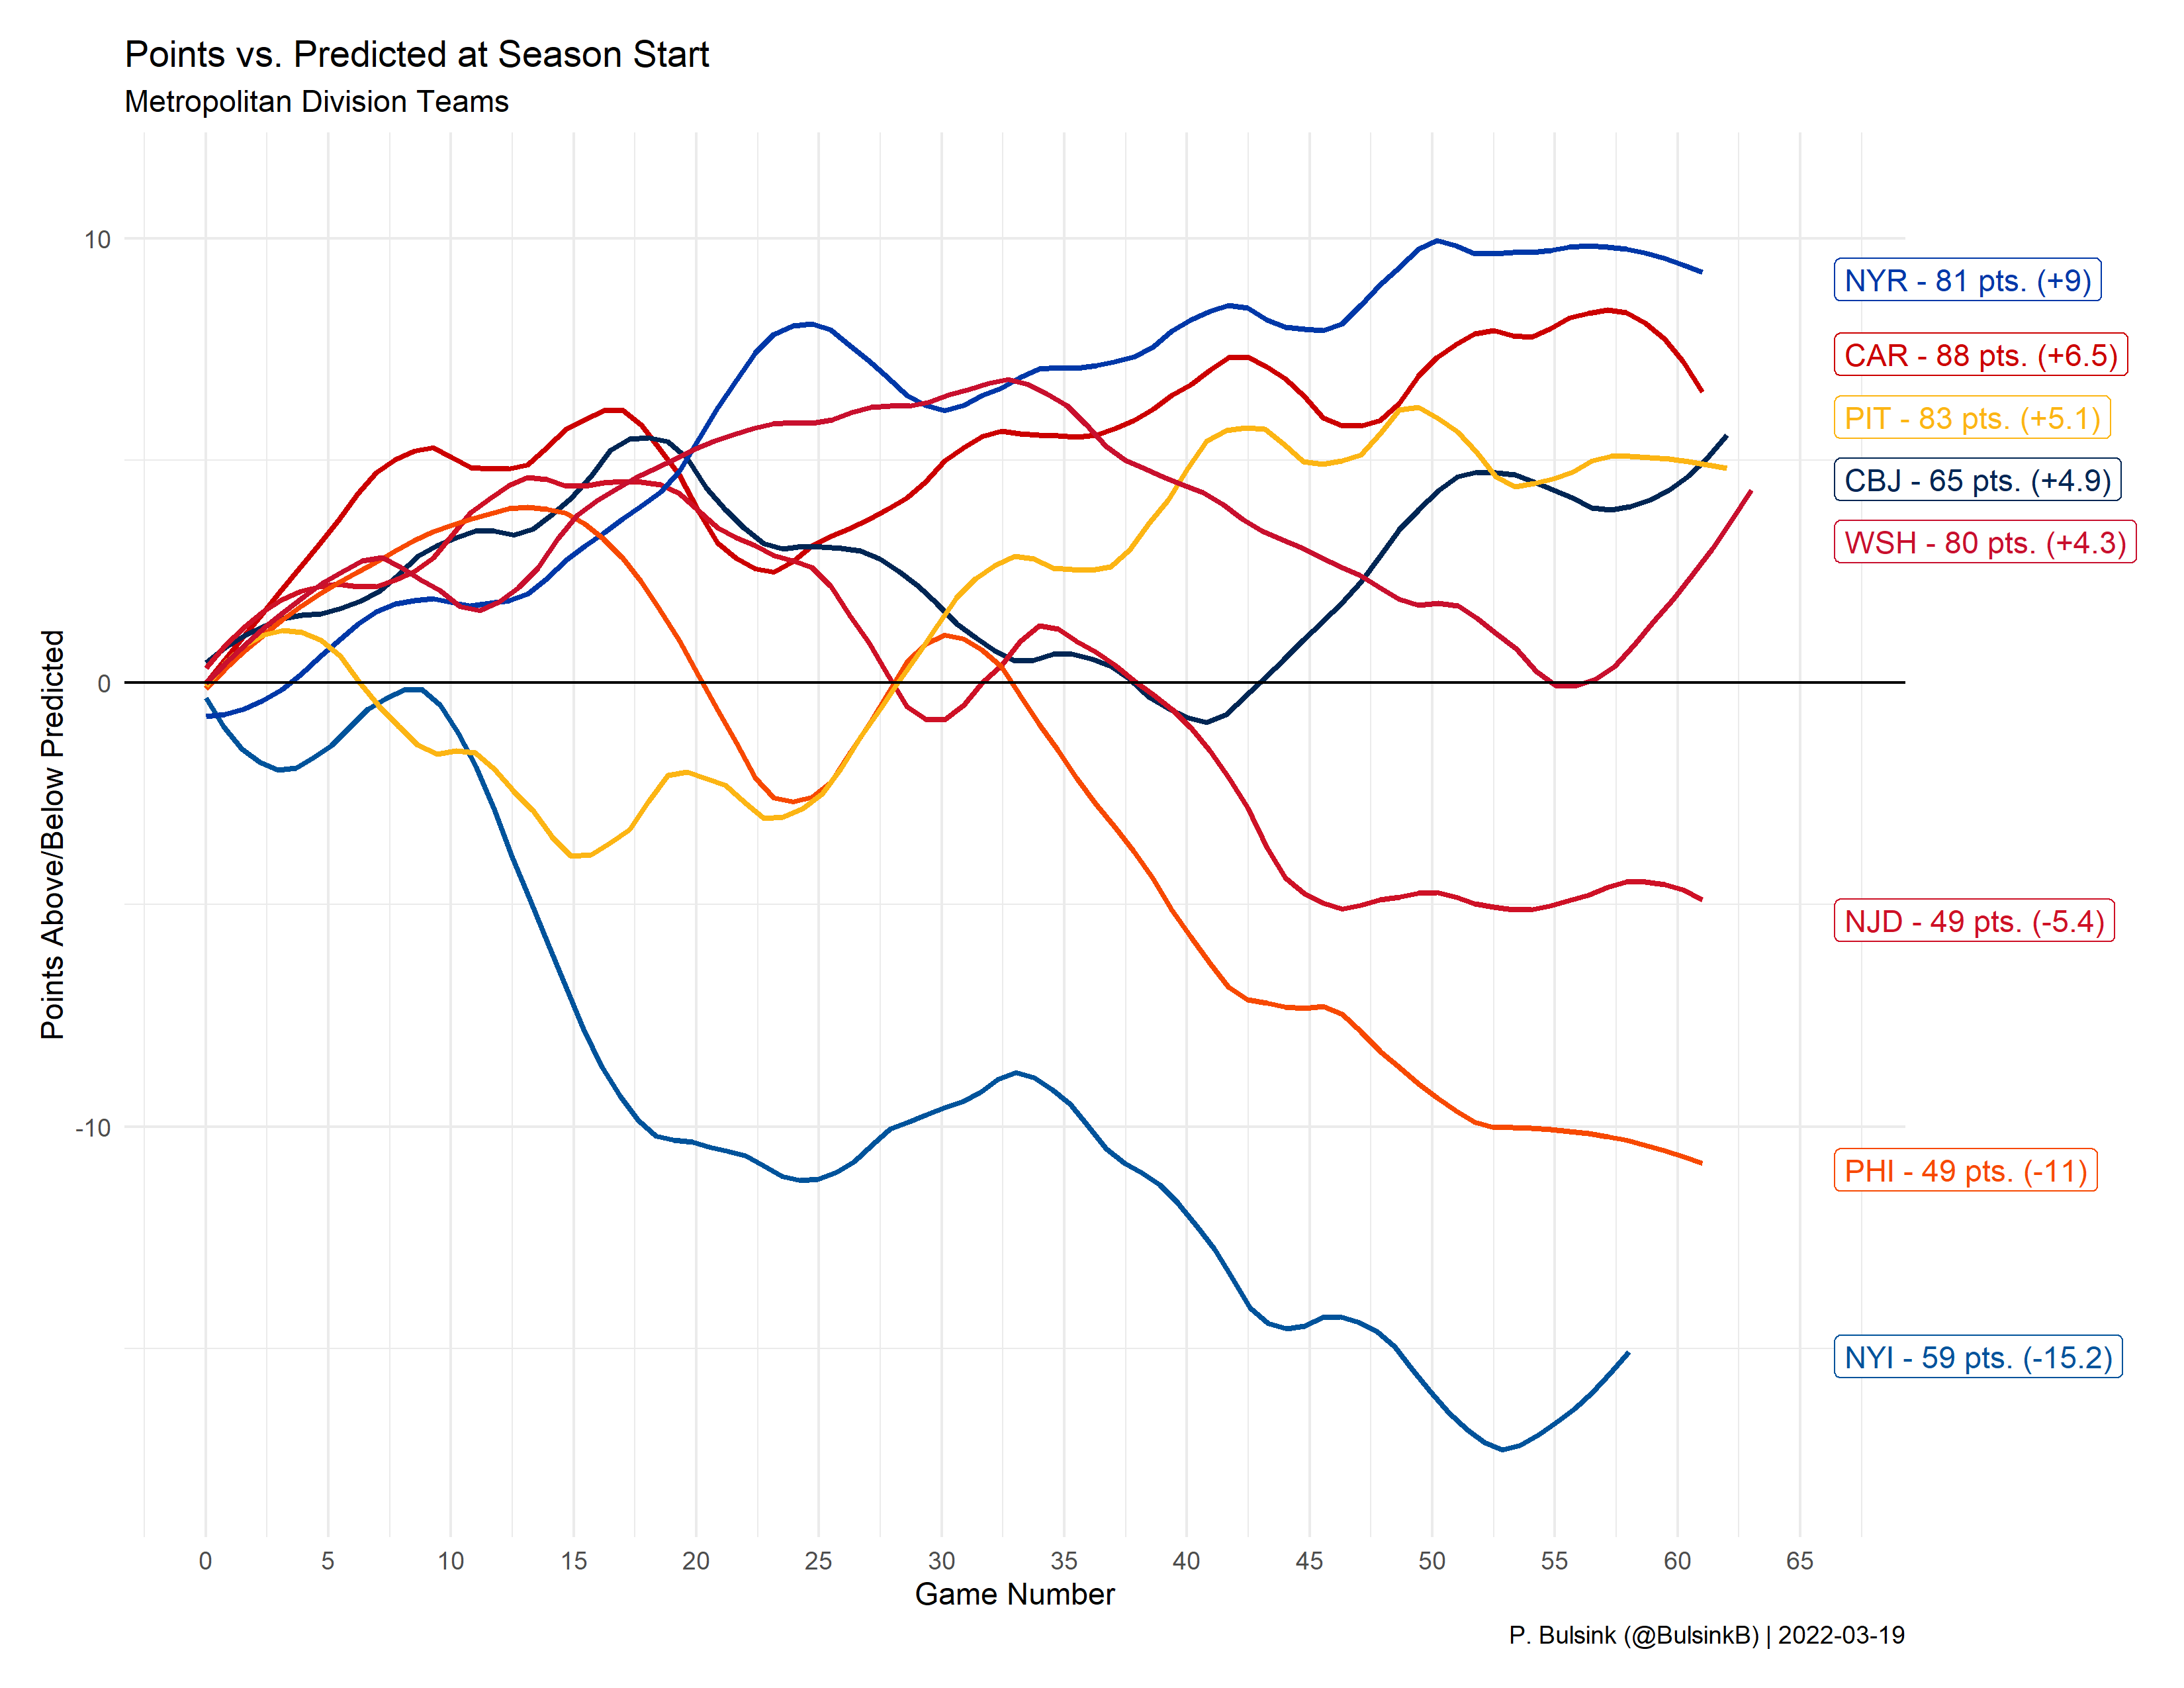 Points vs. Predicted at Season Start
Metropolitan Division Teams
Points Above/Below Predicted
10
0
-10
NYR - 81 pts. (+9)
CAR - 88 pts. (+6.5)
PIT - 83 pts. (+5.1)
CBJ - 65 pts. (+4.9)
WSH - 80 pts. (+4.3)
NJD - 49 pts. (-5.4)
PHI - 49 pts. (-11)
NYI - 59 pts. (-15.2)
0 5 10 15 20 25 30 35 40 45 50 55 60 65
Game Number
P. Bulsink (@BulsinkB) | 2022-03-19